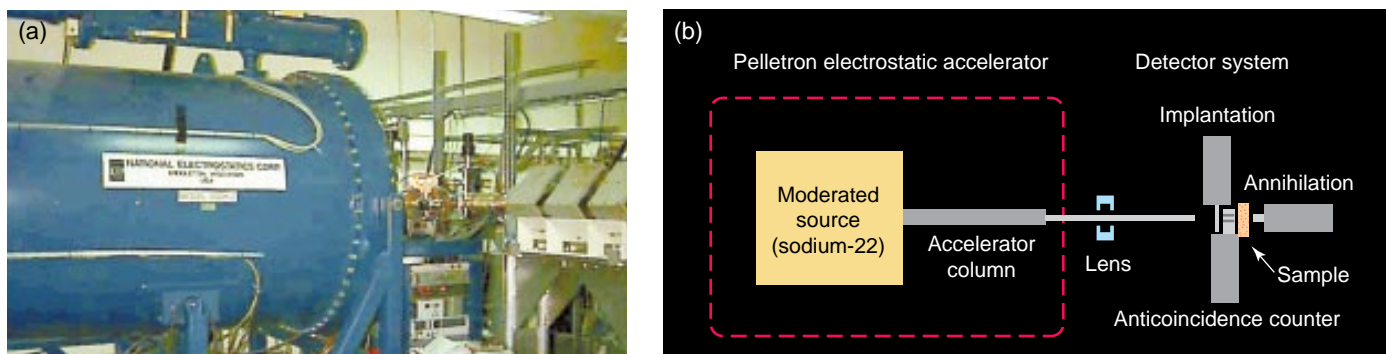 (a)
NATIONAL ELECTROSTATICS CORP.
(b)
Pelletron electrostatic accelerator
Detector system
Implantation
Moderated
source
(sodium-22)
Annihilation
Accelerator
column
Lens
Sample
Anticoincidence counter